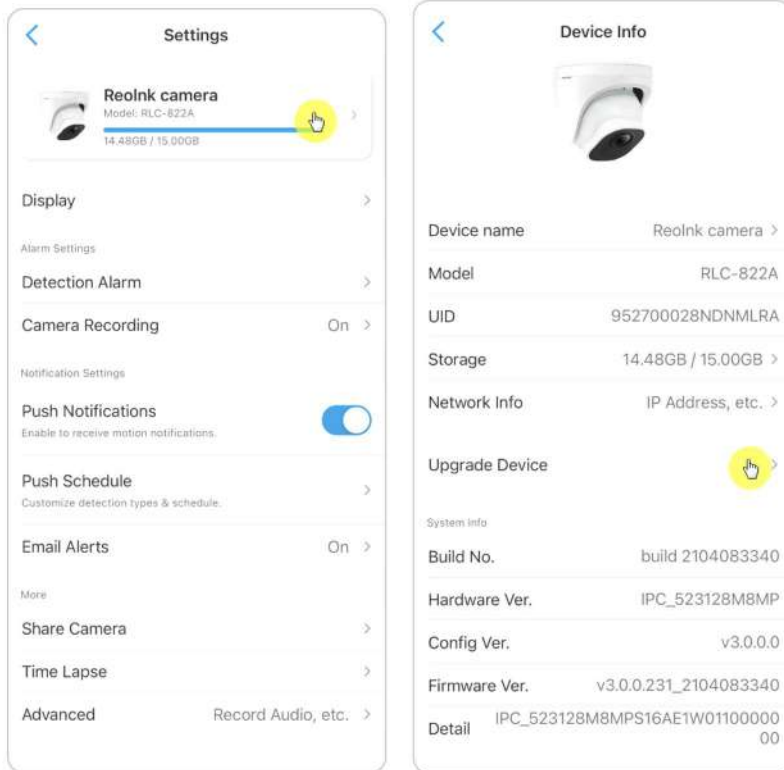 Settings
Reolnk camera
Model: RLC-822A
14.48GB / 15.00GB
Display
Alarm Settings
Detection Alarm
Camera Recording On
Notification Settings
Push Notifications
Enable to receive motion notifications.
Push Schedule
Customize detection types & schedule.
Email Alerts On
More
Share Camera
Time Lapse
Advanced Record Audio, etc.
Device Info
Device name Reolnk camera
Model RLC-822A
UID 952700028NDNMLRA
Storage 14.48GB / 15.00GB
Network Info IP Address, etc.
Upgrade Device
System Info
Build No. build 2104083340
Hardware Ver. IPC_523128M8MP
Config Ver. v3.0.0.0
Firmware Ver. v3.0.0.231_2104083340
Detail IPC_523128M8MPS16AE1W01100000
00